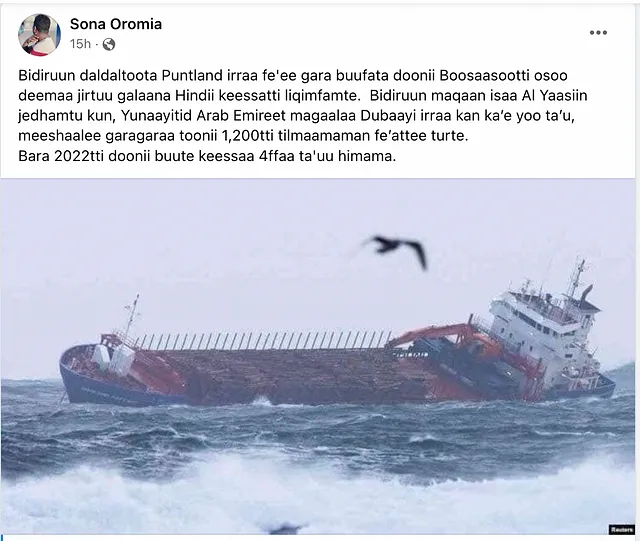 Sona Oromia
15h ·
Bidiruun daldaltoota Puntland irraa fe'ee gara buufata doonii Boosaasootti osoo
deemaa jirtuu galaana Hindii keessatti liqimfamte. Bidiruun maqaan isaa Al Yaasiin
jedhamtu kun, Yunaayitid Arab Emireet magaalaa Dubaayi irraa kan ka’e yoo ta’u,
meeshaalee garagaraa toonii 1,200tti tilmaamaman fe’attee turte.
Bara 2022tti doonii buute keessaa 4ffaa ta'uu himama.
Reuters